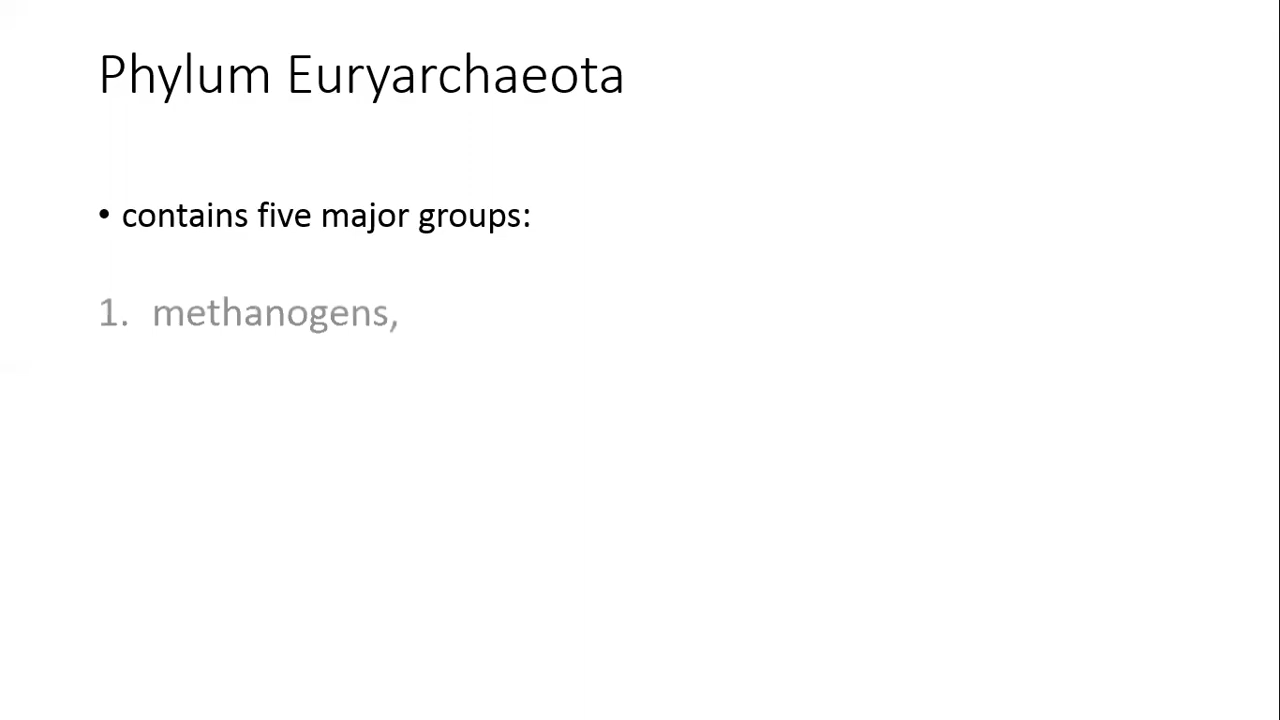 Phylum Euryarchaeota
• contains five major groups:
1. methanogens,